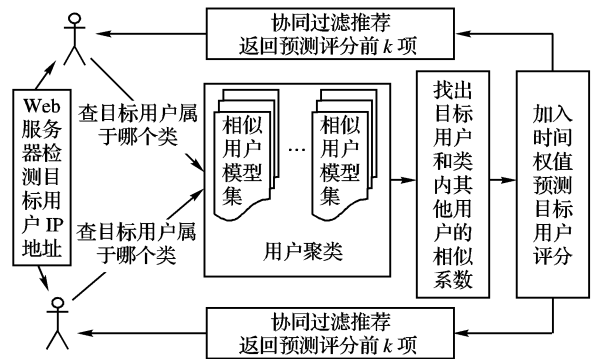 协同过滤推荐
返回预测评分前 k 项
Web
服务
器检
测目
标用
户 IP
地址
查目标用户属
于哪个类
查目标用户属
于哪个类
相似
用户
模型
集
…
相似
用户
模型
集
用户聚类
找出
目标
用户
和类
内其
他用
户的
相似
系数
加入
时间
权值
预测
目标
用户
评分
协同过滤推荐
返回预测评分前 k 项